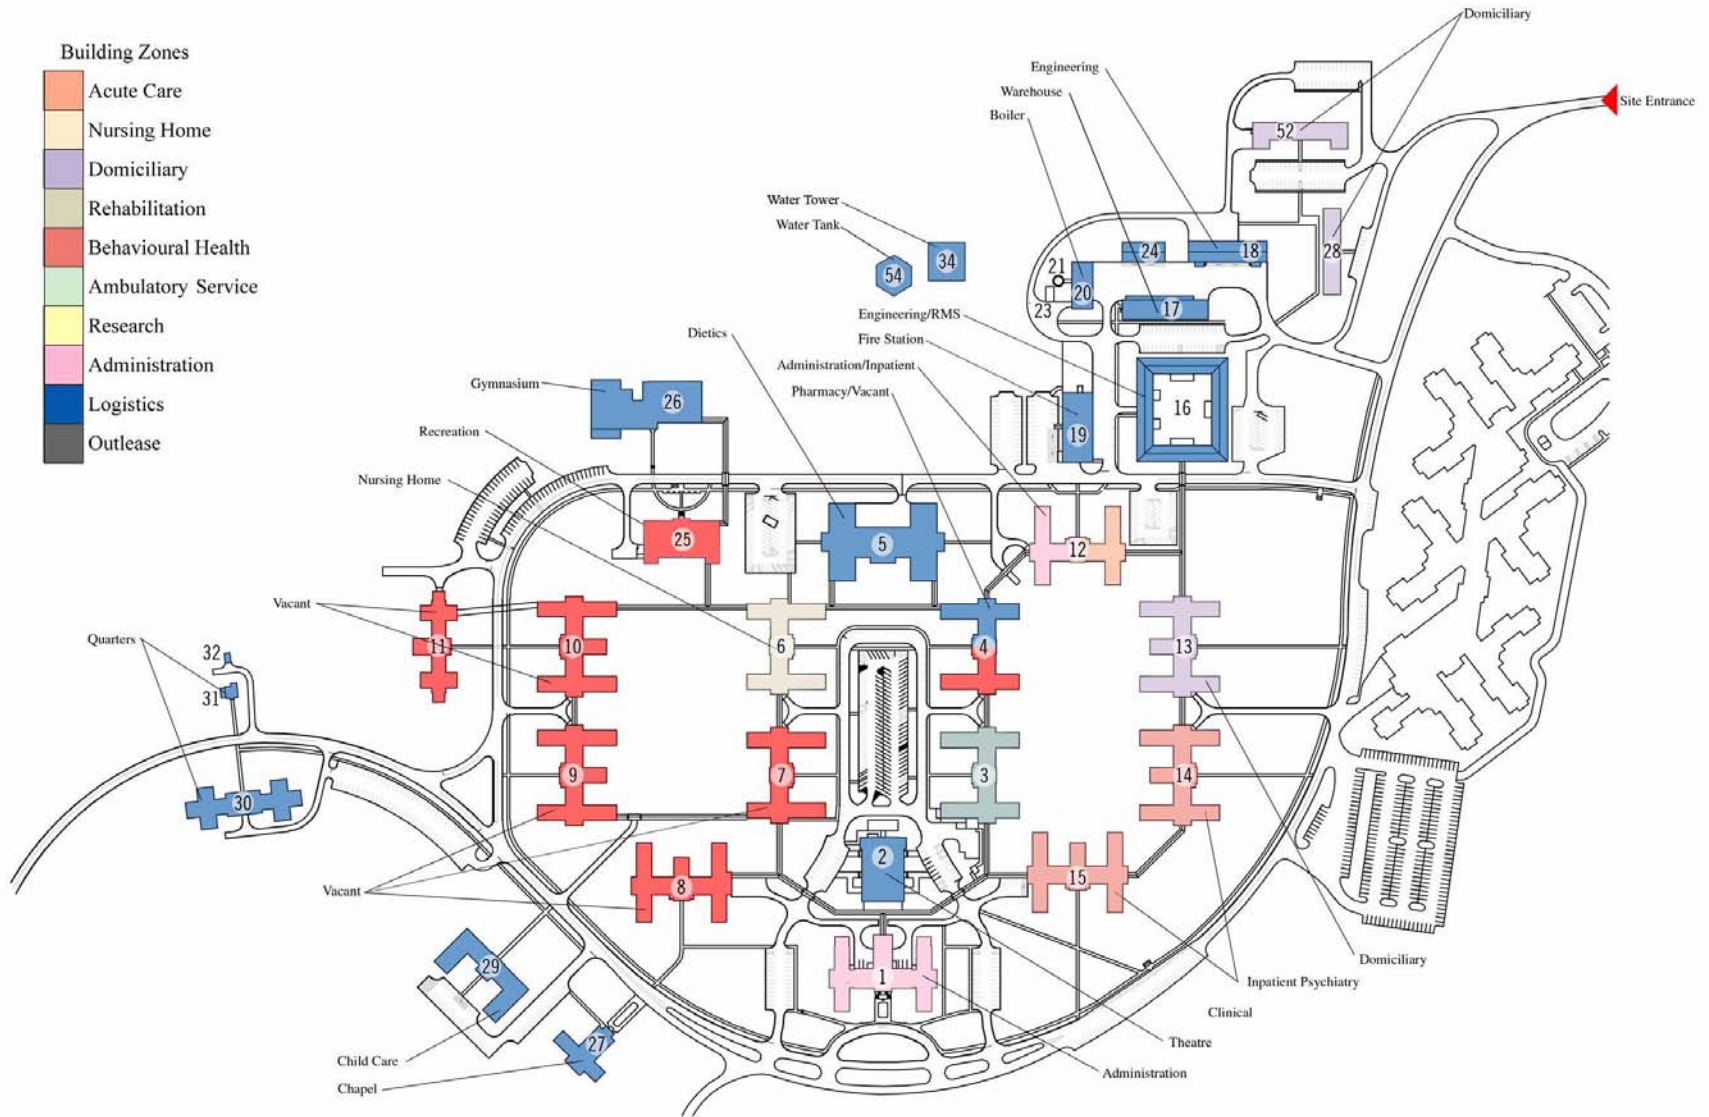 Building Zones
Acute Care
Nursing Home
Domiciliary
Rehabilitation
Behavioural Health
Ambulatory Service
Research
Administration
Logistics
Outlease
Domiciliary
Engineering
Warehouse
Boiler
Site Entrance
52
Water Tower
Water Tank
34
54
24
18
28
21
20
23
17
Engineering/RMS
Fire Station
Administration/Inpatient
Pharmacy/Vacant
Dietics
Gymnasium
26
16
19
Recreation
Nursing Home
25
5
12
Vacant
Quarters
32
31
11
10
6
4
13
30
9
7
3
14
Vacant
8
2
15
29
1
27
Domiciliary
Inpatient Psychiatry
Clinical
Theatre
Administration
Child Care
Chapel